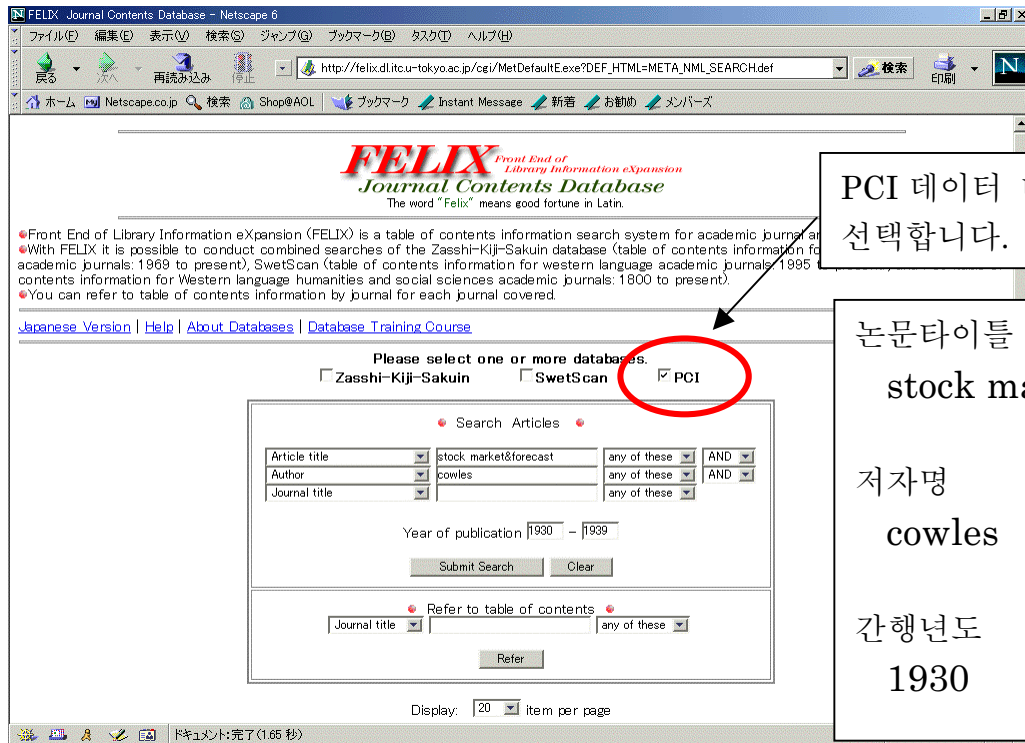 FELIX Journal Contents Database - Netscape 6
ファイル(F) 編集(E) 表示(V) 検索(S) ジャンプ(G) ブックマーク(B) タスク(T) ヘルプ(H)
戻る 次へ 再読み込み 停止 http://felix.dl.itc.u-tokyo.ac.jp/cgi/MetDefaultE.exe?DEF_HTML=META_NML_SEARCH.def 検索 印刷 N
ホーム Netscape.co.jp 検索 Shop@AOL ブックマーク Instant Message 新着 お勧め メンバーズ
FELIX Front End of Library Information eXpansion
Journal Contents Database
The word "Felix" means good fortune in Latin.
PCI 데이터
선택합니다.
Front End of Library Information eXpansion (FELIX) is a table of contents information search system for academic journal
With FELIX it is possible to conduct combined searches of the Zasshi-Kiji-Sakuin database (table of contents information
academic journals: 1969 to present), SwetScan (table of contents information for western language academic journals: 1995
contents information for Western language humanities and social sciences academic journals: 1800 to present).
You can refer to table of contents information by journal for each journal covered.
Japanese Version | Help | About Databases | Database Training Course
Please select one or more databases.
Zasshi-Kiji-Sakuin SwetScan PCI
Search Articles
Article title stock market&forecast any of these AND
Author cowles any of these AND
Journal title any of these
Year of publication 1930 - 1939
Submit Search Clear
Refer to table of contents
Journal title any of these
Refer
Display: 20 item per page
ドキュメント:完了(1.65 秒)
논문타이틀
stock
저자명
cowles
간행년도
1930